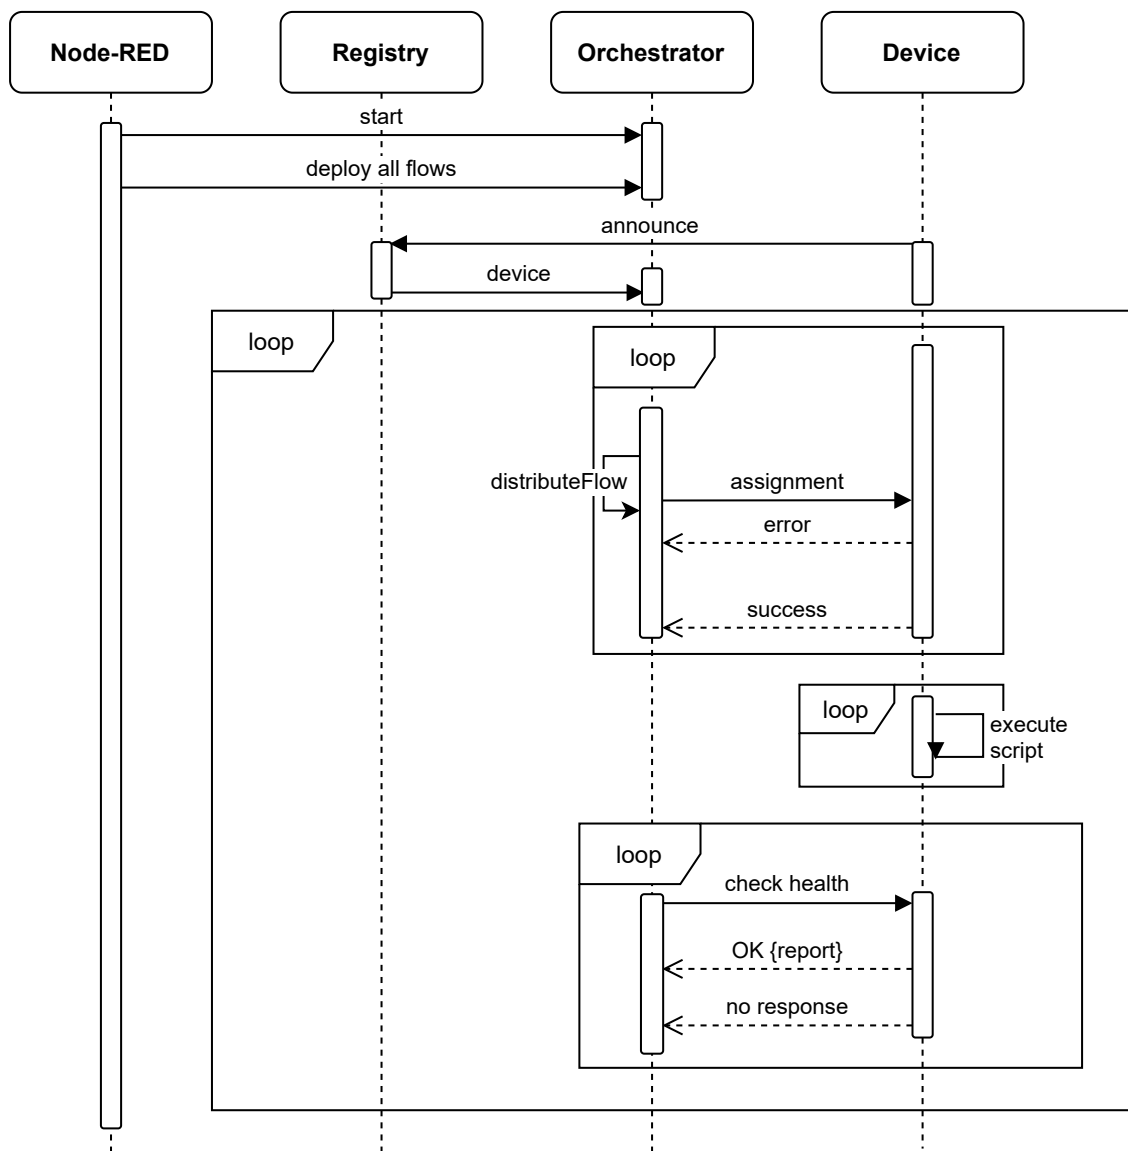 Node-RED
Registry
Orchestrator
Device
start
deploy all flows
announce
device
loop
loop
distributeFlow
assignment
error
success
loop
execute
script
loop
check health
OK {report}
no response